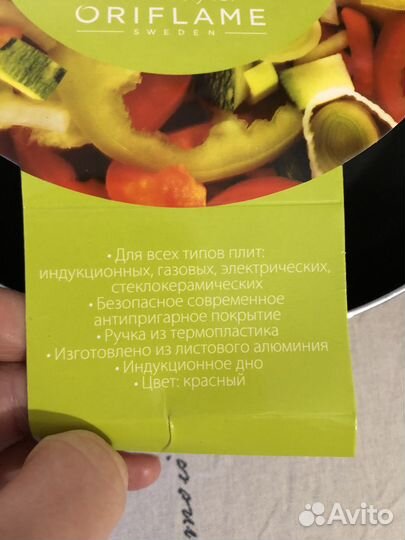 ORIFLAME
SWEDEN
• Для всех типов плит:
индукционных, газовых, электрических,
стеклокерамических
• Безопасное современное
антипригарное покрытие
• Ручка из термопластика
• Изготовлено из листового алюминия
• Индукционное дно
• Цвет: красный
Avito